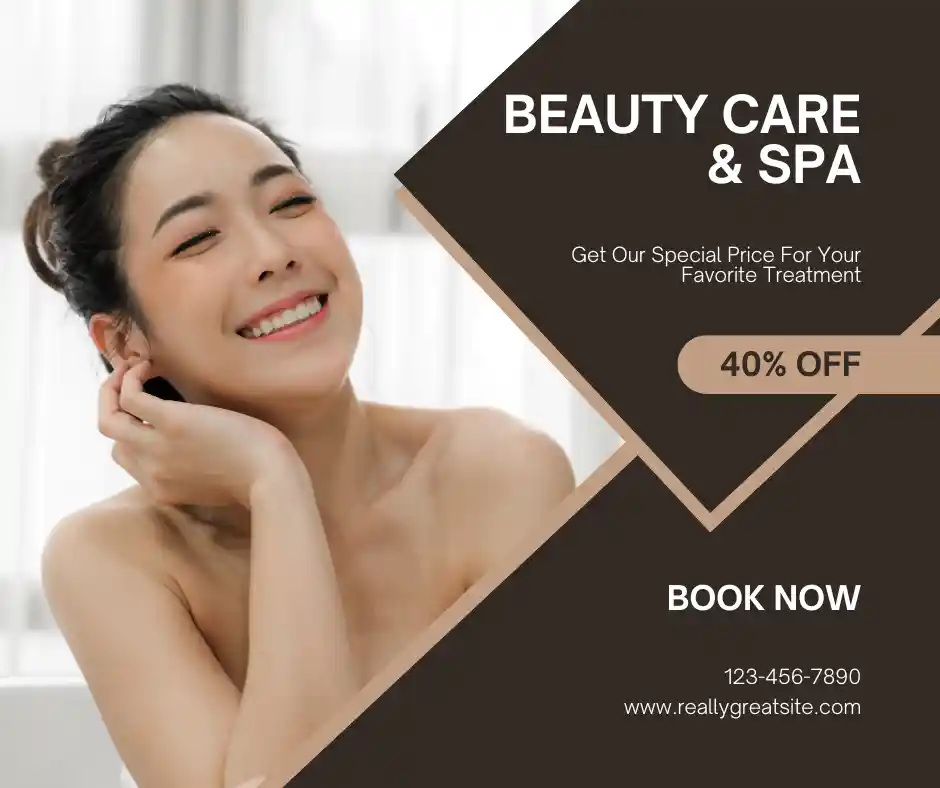 BEAUTY CARE
& SPA
Get Our Special Price For Your
Favorite Treatment
40% OFF
BOOK NOW
123-456-7890
www.reallygreatsite.com